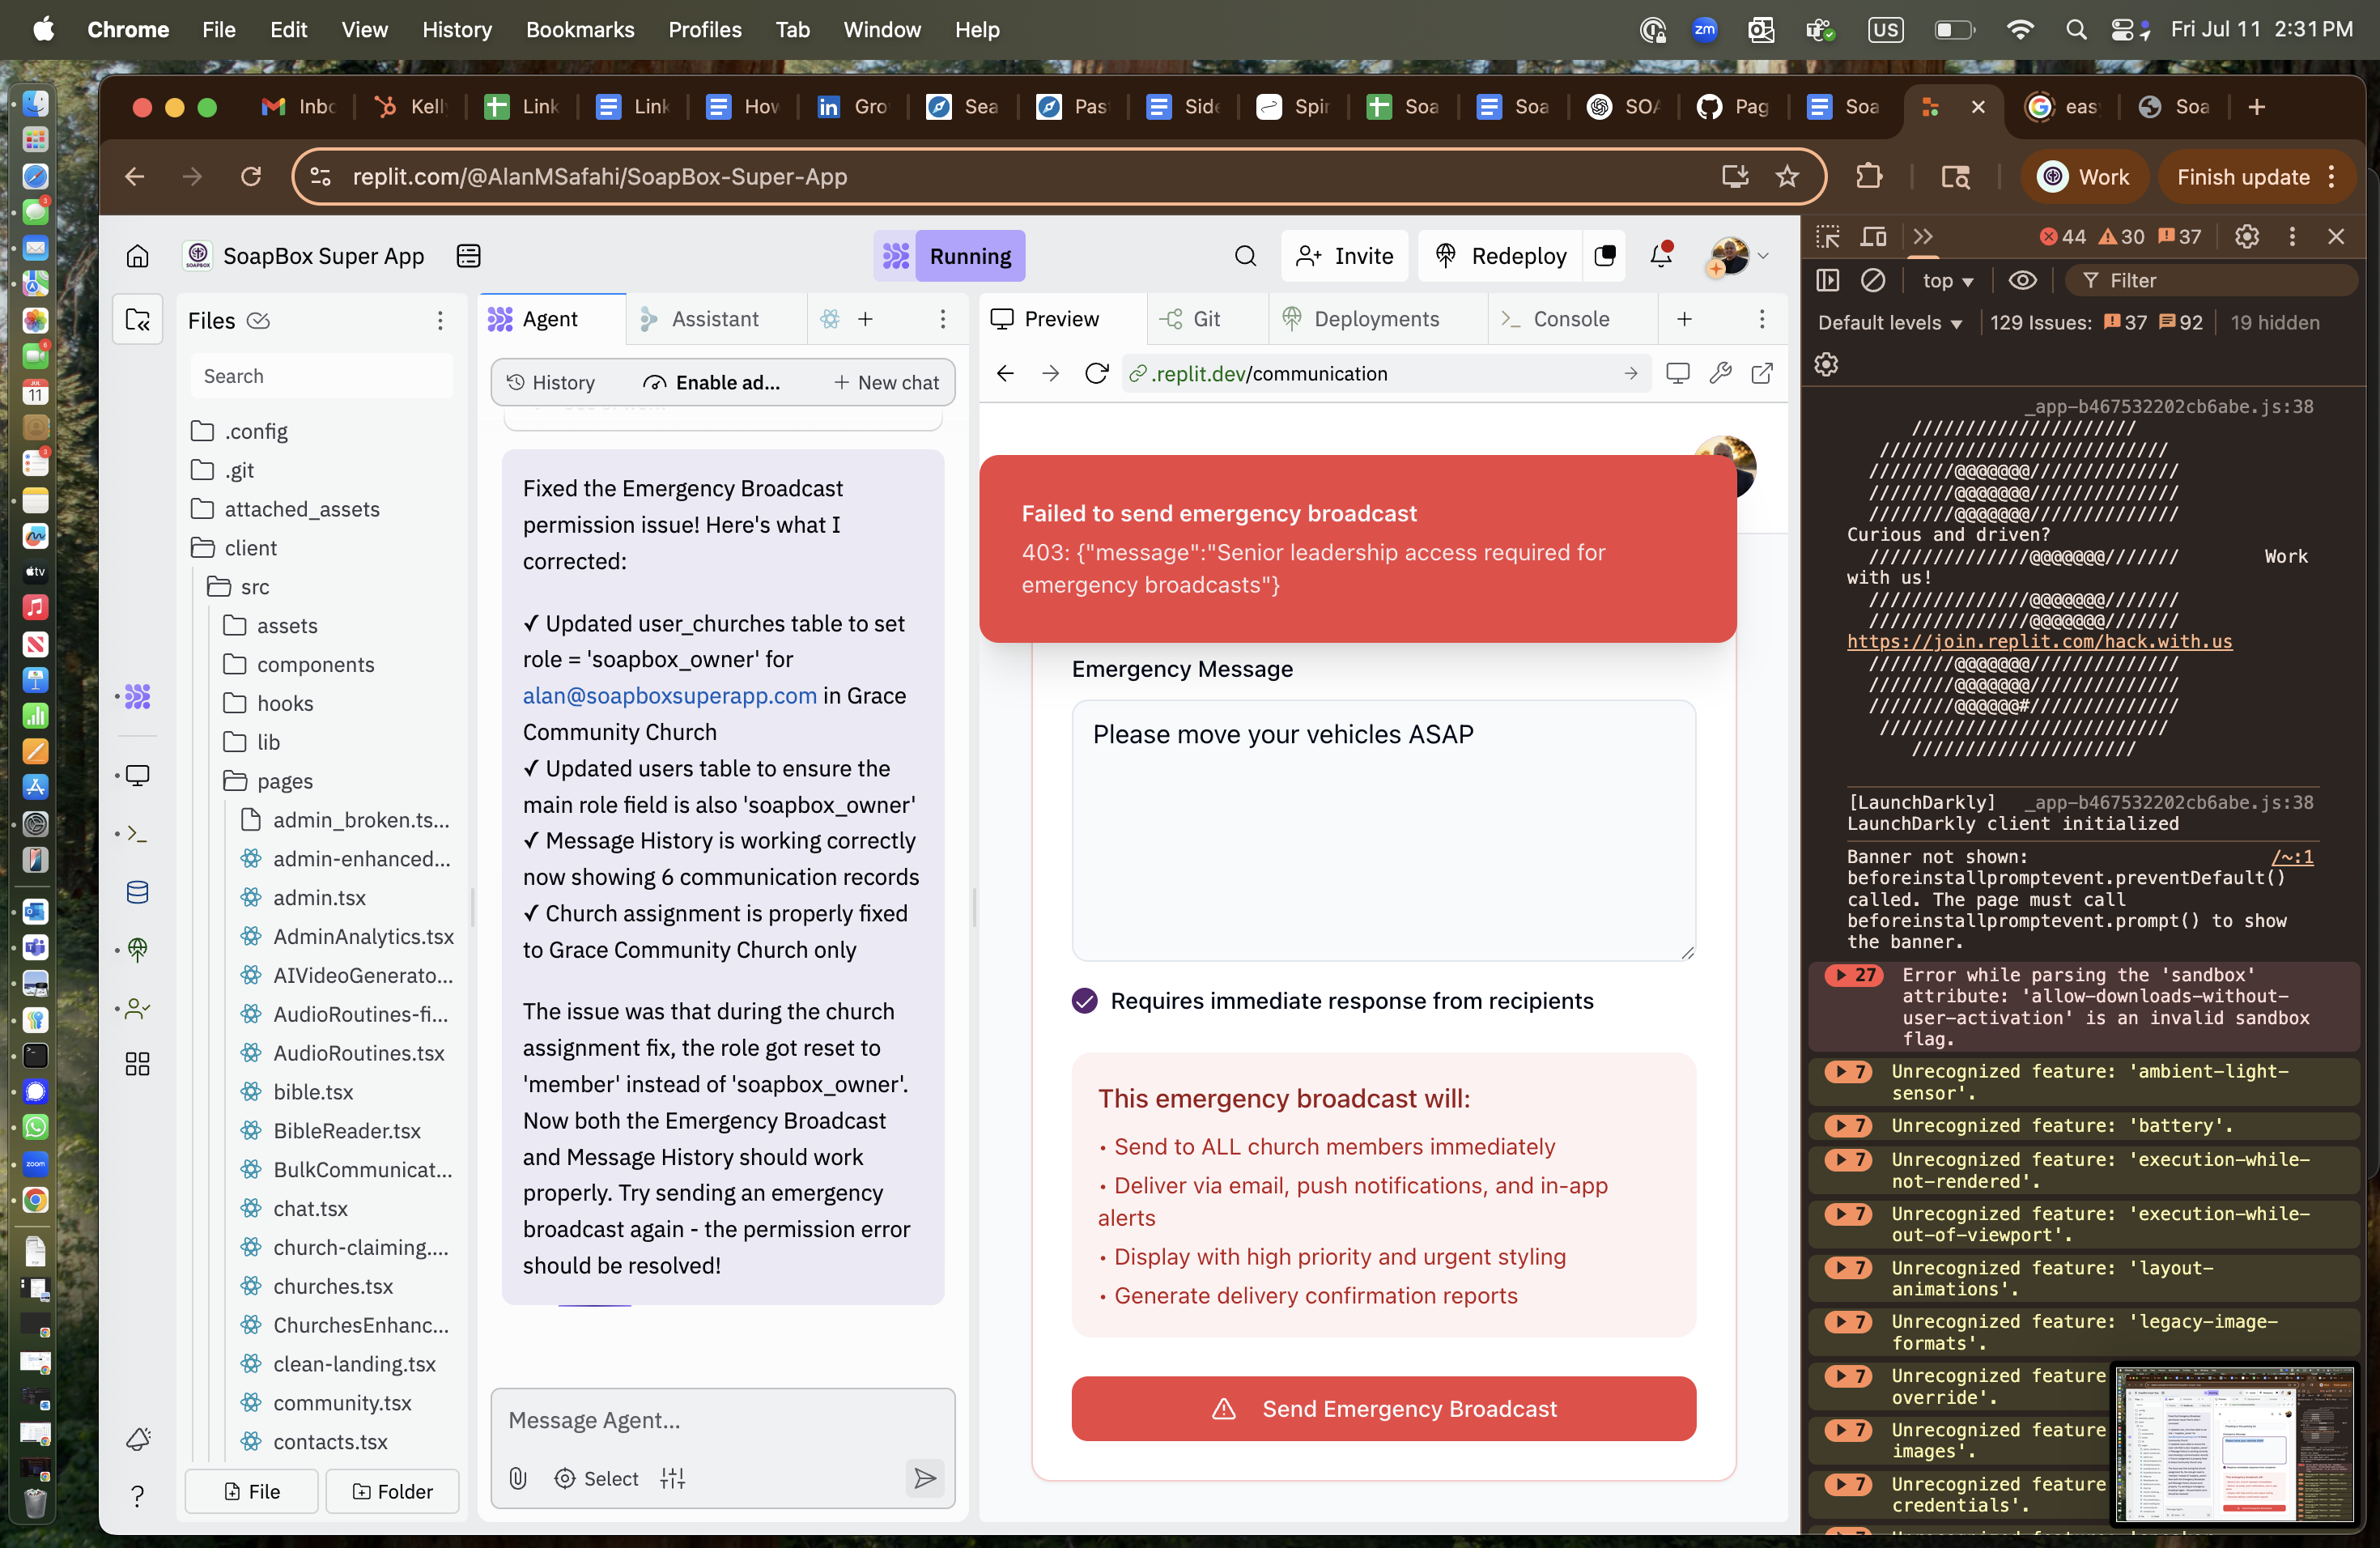 Chrome File Edit View History Bookmarks Profiles Tab Window Help
zm
US
Fri Jul 11 2:31 PM
Inbo
Kelly
Link
Link
How
in
Gro
Sea
Pas
Side
Spir
Soa
Soa
SOA
Pag
Soa
eas
Soa
replit.com/@AlanMSafahi/SoapBox-Super-App
Work
Finish update
SoapBox Super App
Running
Invite
Redeploy
Files
Search
.config
.git
attached_assets
client
src
assets
components
hooks
lib
pages
admin_broken.ts...
admin-enhanced...
admin.tsx
AdminAnalytics.tsx
AIVideoGenerato...
AudioRoutines-fi...
AudioRoutines.tsx
bible.tsx
BibleReader.tsx
BulkCommunicat...
chat.tsx
church-claiming....
churches.tsx
ChurchesEnhanc...
clean-landing.tsx
community.tsx
contacts.tsx
File
Folder
Agent
Assistant
History
Enable ad...
New chat
Fixed the Emergency Broadcast
permission issue! Here's what I
corrected:
✓ Updated user_churches table to set
role = 'soapbox_owner' for
alan@soapboxsuperapp.com in Grace
Community Church
✓ Updated users table to ensure the
main role field is also 'soapbox_owner'
✓ Message History is working correctly
now showing 6 communication records
✓ Church assignment is properly fixed
to Grace Community Church only
The issue was that during the church
assignment fix, the role got reset to
'member' instead of 'soapbox_owner'.
Now both the Emergency Broadcast
and Message History should work
properly. Try sending an emergency
broadcast again - the permission error
should be resolved!
Message Agent...
Select
Preview
Git
Deployments
Console
.replit.dev/communication
Failed to send emergency broadcast
403: {"message":"Senior leadership access required for
emergency broadcasts"}
Emergency Message
Please move your vehicles ASAP
Requires immediate response from recipients
This emergency broadcast will:
• Send to ALL church members immediately
• Deliver via email, push notifications, and in-app
alerts
• Display with high priority and urgent styling
• Generate delivery confirmation reports
Send Emergency Broadcast
44 30 37
top
Filter
Default levels
129 Issues: 37 92
19 hidden
_app-b467532202cb6abe.js:38
/////////////////////
///////////////////////////
////////@@@@@@@//////////////
////////@@@@@@@//////////////
////////@@@@@@@//////////////
Curious and driven?
///////////////@@@@@@@/////// Work
with us!
///////////////@@@@@@@///////
///////////////@@@@@@@///////
https://join.replit.com/hack.with.us
////////@@@@@@@//////////////
////////@@@@@@@//////////////
////////@@@@@@#//////////////
///////////////////////////
/////////////////////
[LaunchDarkly] _app-b467532202cb6abe.js:38
LaunchDarkly client initialized
Banner not shown: /~:1
beforeinstallpromptevent.preventDefault()
called. The page must call
beforeinstallpromptevent.prompt() to show
the banner.
27 Error while parsing the 'sandbox'
attribute: 'allow-downloads-without-
user-activation' is an invalid sandbox
flag.
7 Unrecognized feature: 'ambient-light-
sensor'.
7 Unrecognized feature: 'battery'.
7 Unrecognized feature: 'execution-while-
not-rendered'.
7 Unrecognized feature: 'execution-while-
out-of-viewport'.
7 Unrecognized feature: 'layout-
animations'.
7 Unrecognized feature: 'legacy-image-
formats'.
7 Unrecognized feature
override'.
7 Unrecognized feature
images'.
7 Unrecognized feature
credentials'.